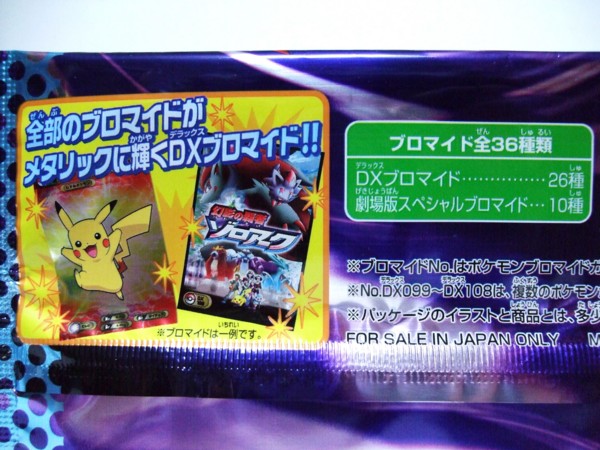 全部のブロマイドが
メタリックに輝くDXブロマイド!!
幻影の覇者
ゾロアーク
※ブロマイドは一例です。
ブロマイド全36種類
DXブロマイド……………26種
劇場版スペシャルブロマイド…10種
※ブロマイドNo.はポケモンブロマイドガ
※No.DX099〜DX108は、複数のポケモン
※パッケージのイラストと商品とは、多少
FOR SALE IN JAPAN ONLY M